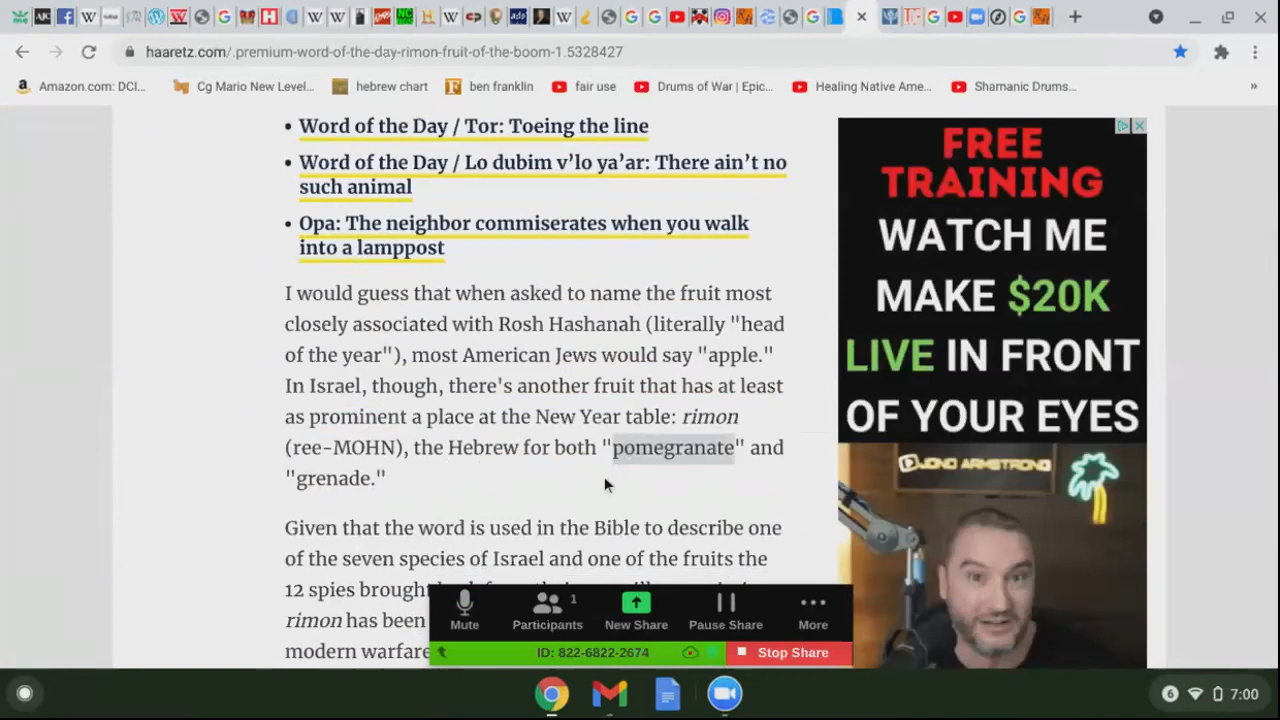 haaretz.com/.premium-word-of-the-day-rimon-fruit-of-the-boom-1.5328427
Amazon.com: DCI... Cg Mario New Level... hebrew chart ben franklin fair use Drums of War | Epic... Healing Native Ame... Shamanic Drums... »
• Word of the Day / Tor: Toeing the line
• Word of the Day / Lo dubim v’lo ya’ar: There ain’t no
such animal
• Opa: The neighbor commiserates when you walk
into a lamppost
I would guess that when asked to name the fruit most
closely associated with Rosh Hashanah (literally "head
of the year"), most American Jews would say "apple."
In Israel, though, there's another fruit that has at least
as prominent a place at the New Year table: rimon
(ree-MOHN), the Hebrew for both "pomegranate" and
"grenade."
Given that the word is used in the Bible to describe one
of the seven species of Israel and one of the fruits the
12 spies brought
rimon has been
modern warfare
FREE
TRAINING
WATCH ME
MAKE $20K
LIVE IN FRONT
OF YOUR EYES
JONO ARMSTRONG
1
Mute Participants New Share Pause Share More
ID: 822-6822-2674 Stop Share
6 7:00